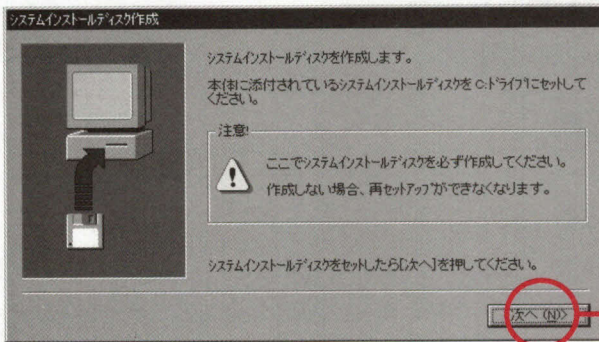 システムインストールディスク作成
システムインストールディスクを作成します。
本体に添付されているシステムインストールディスクを C:ドライブにセットして
ください。
注意!
ここでシステムインストールディスクを必ず作成してください。
作成しない場合、再セットアップができなくなります。
システムインストールディスクをセットしたら[次へ]を押してください。
次へ(N)>